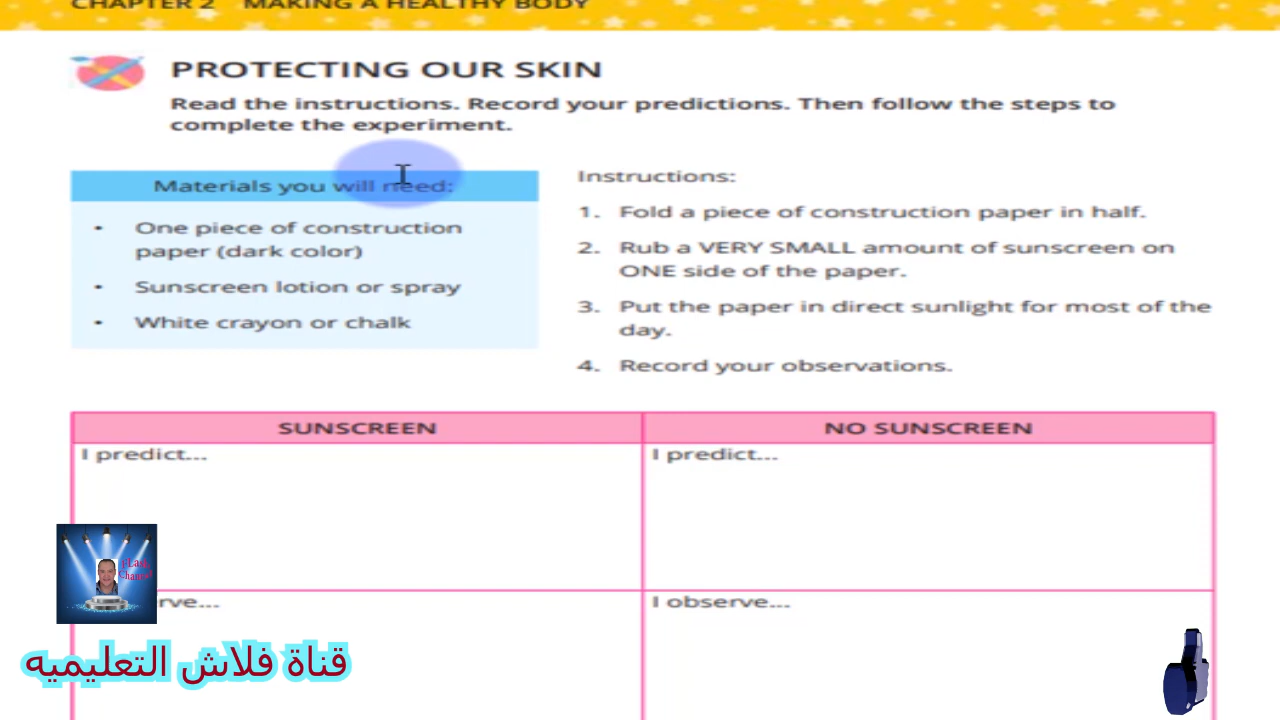 CHAPTER 2 MAKING A HEALTHY BODY
PROTECTING OUR SKIN
Read the instructions. Record your predictions. Then follow the steps to
complete the experiment.
Materials you will need:
• One piece of construction
paper (dark color)
• Sunscreen lotion or spray
• White crayon or chalk
Instructions:
1. Fold a piece of construction paper in half.
2. Rub a VERY SMALL amount of sunscreen on
ONE side of the paper.
3. Put the paper in direct sunlight for most of the
day.
4. Record your observations.
SUNSCREEN
NO SUNSCREEN
I predict...
I predict...
rve...
I observe...
FLash
Channel
قناة فلاش التعليميه